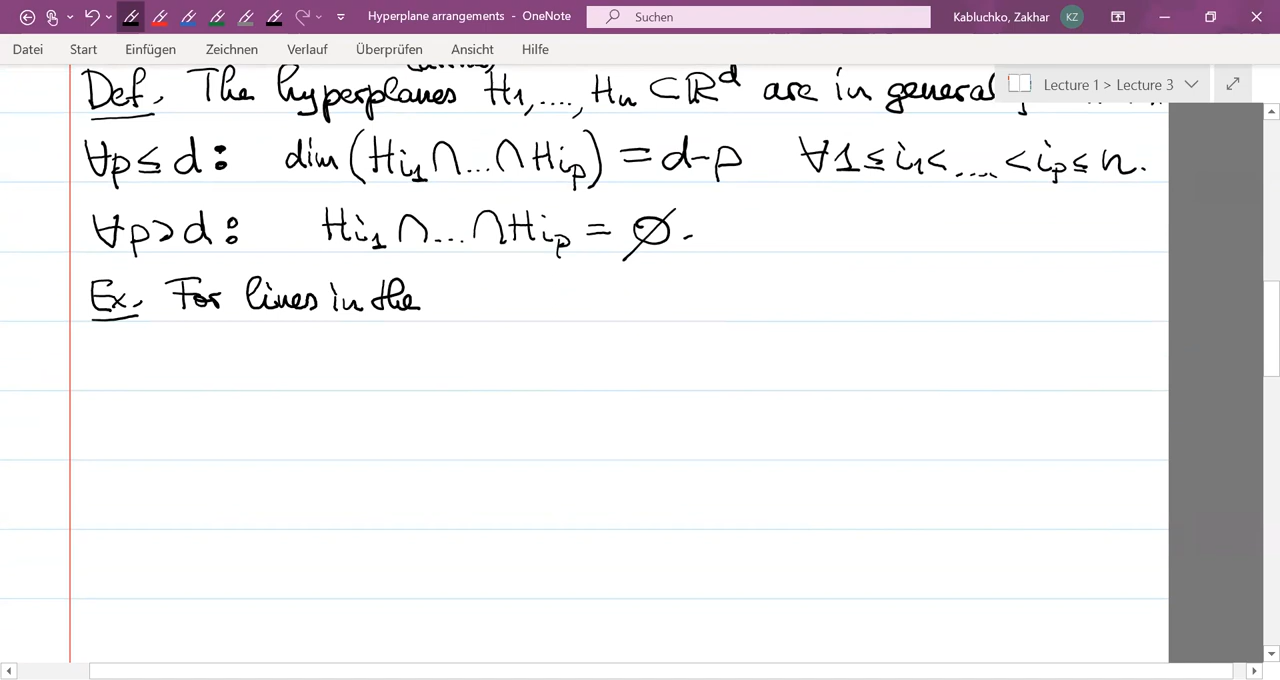 Hyperplane arrangements - OneNote
Suchen
Kabluchko, Zakhar KZ
Datei Start Einfügen Zeichnen Verlauf Überprüfen Ansicht Hilfe
Lecture 1 > Lecture 3
Def. The hyperplanes H₁, ...., Hₙ ⊂ ℝᵈ are in general
∀p ≤ d: dim(Hᵢ₁ ∩ ... ∩ Hᵢₚ) = d-p ∀1 ≤ i₁ < .... < iₚ ≤ n.
∀p > d: Hᵢ₁ ∩ ... ∩ Hᵢₚ = ∅.
Ex. For lines in the